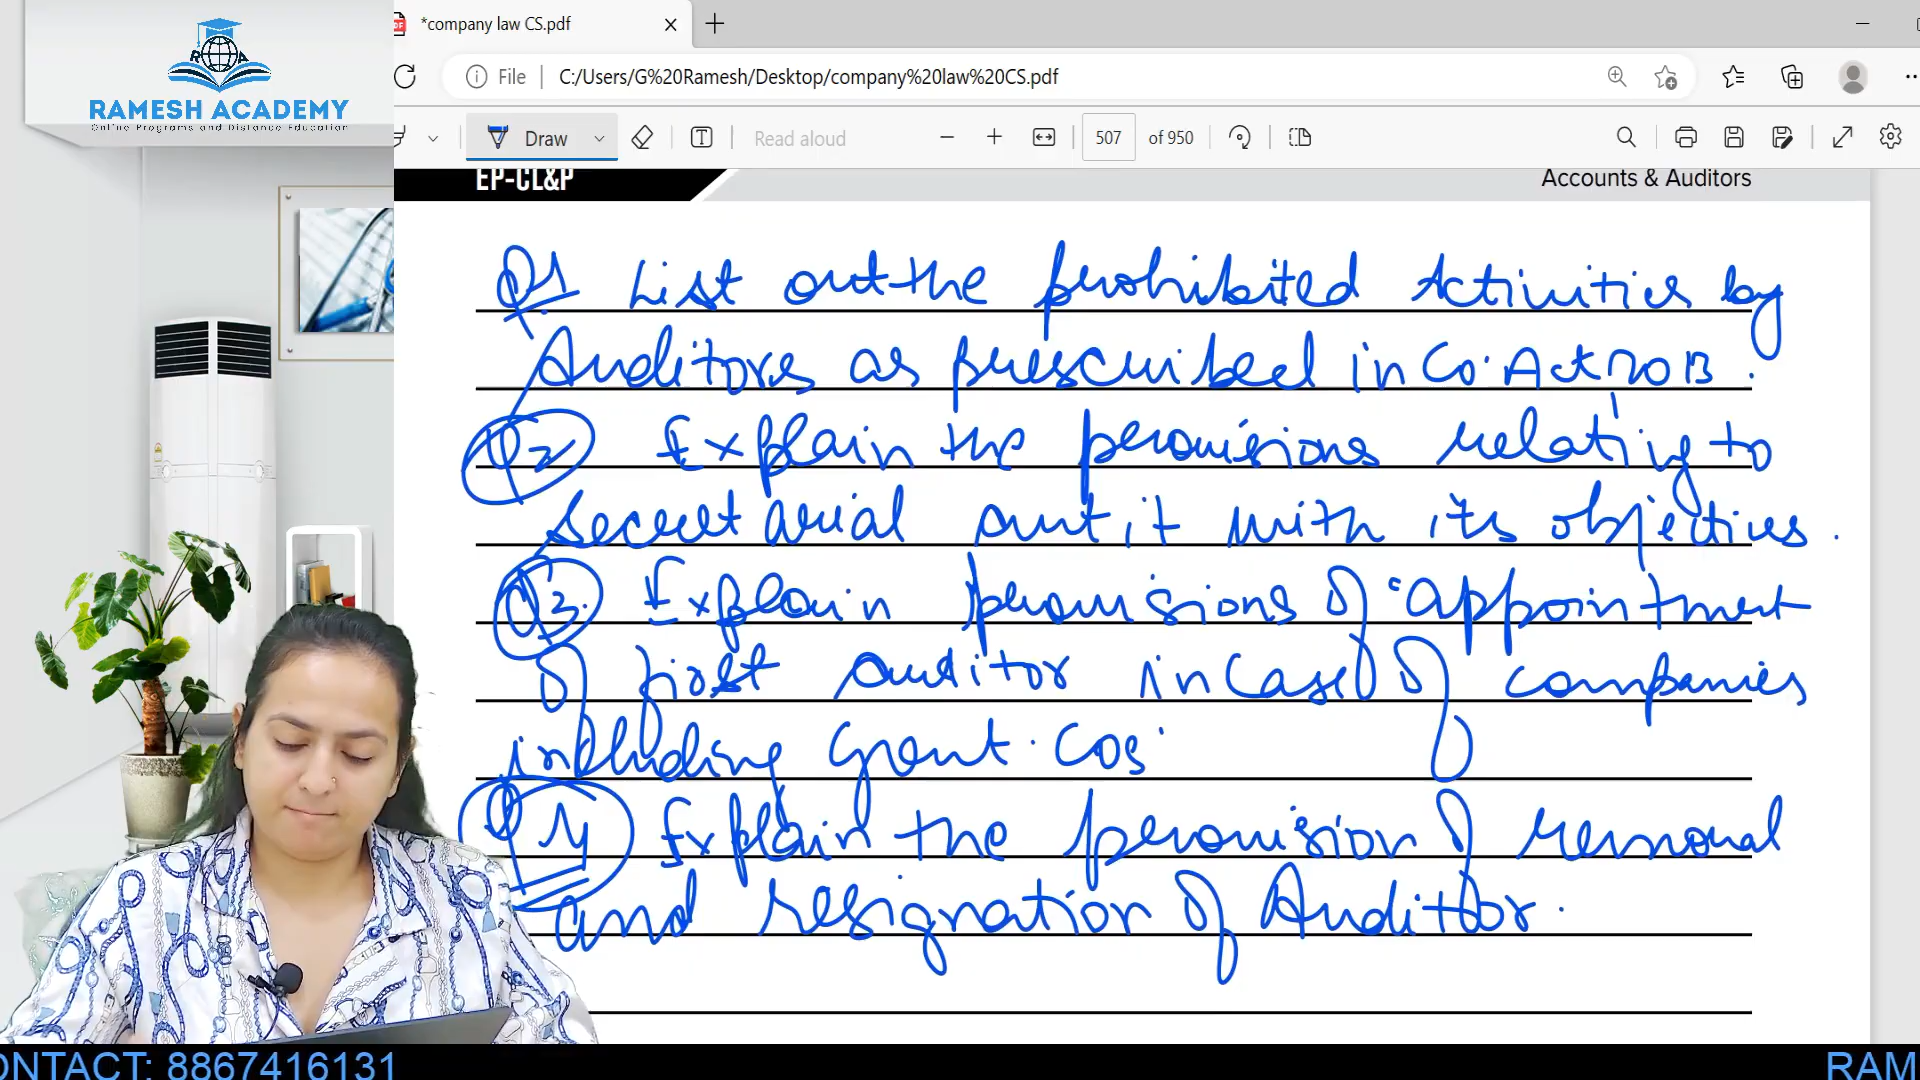 RAMESH ACADEMY
Online Programs and Distance Education
*company law CS.pdf
File C:/Users/G%20Ramesh/Desktop/company%20law%20CS.pdf
Draw Read aloud 507 of 950
EP-CL&P Accounts & Auditors
Q1 List out the prohibited Activities by
Auditors as prescribed in Co. Act 2013.
Q2 Explain the provisions relating to
secretarial autit with its objectives.
Q3. Explain provisions of appointment
of first auditor in case of companies
including Govt. Cos.
Q4 Explain the provision of removal
and resignation of Auditor.
ONTACT: 8867416131 RAM